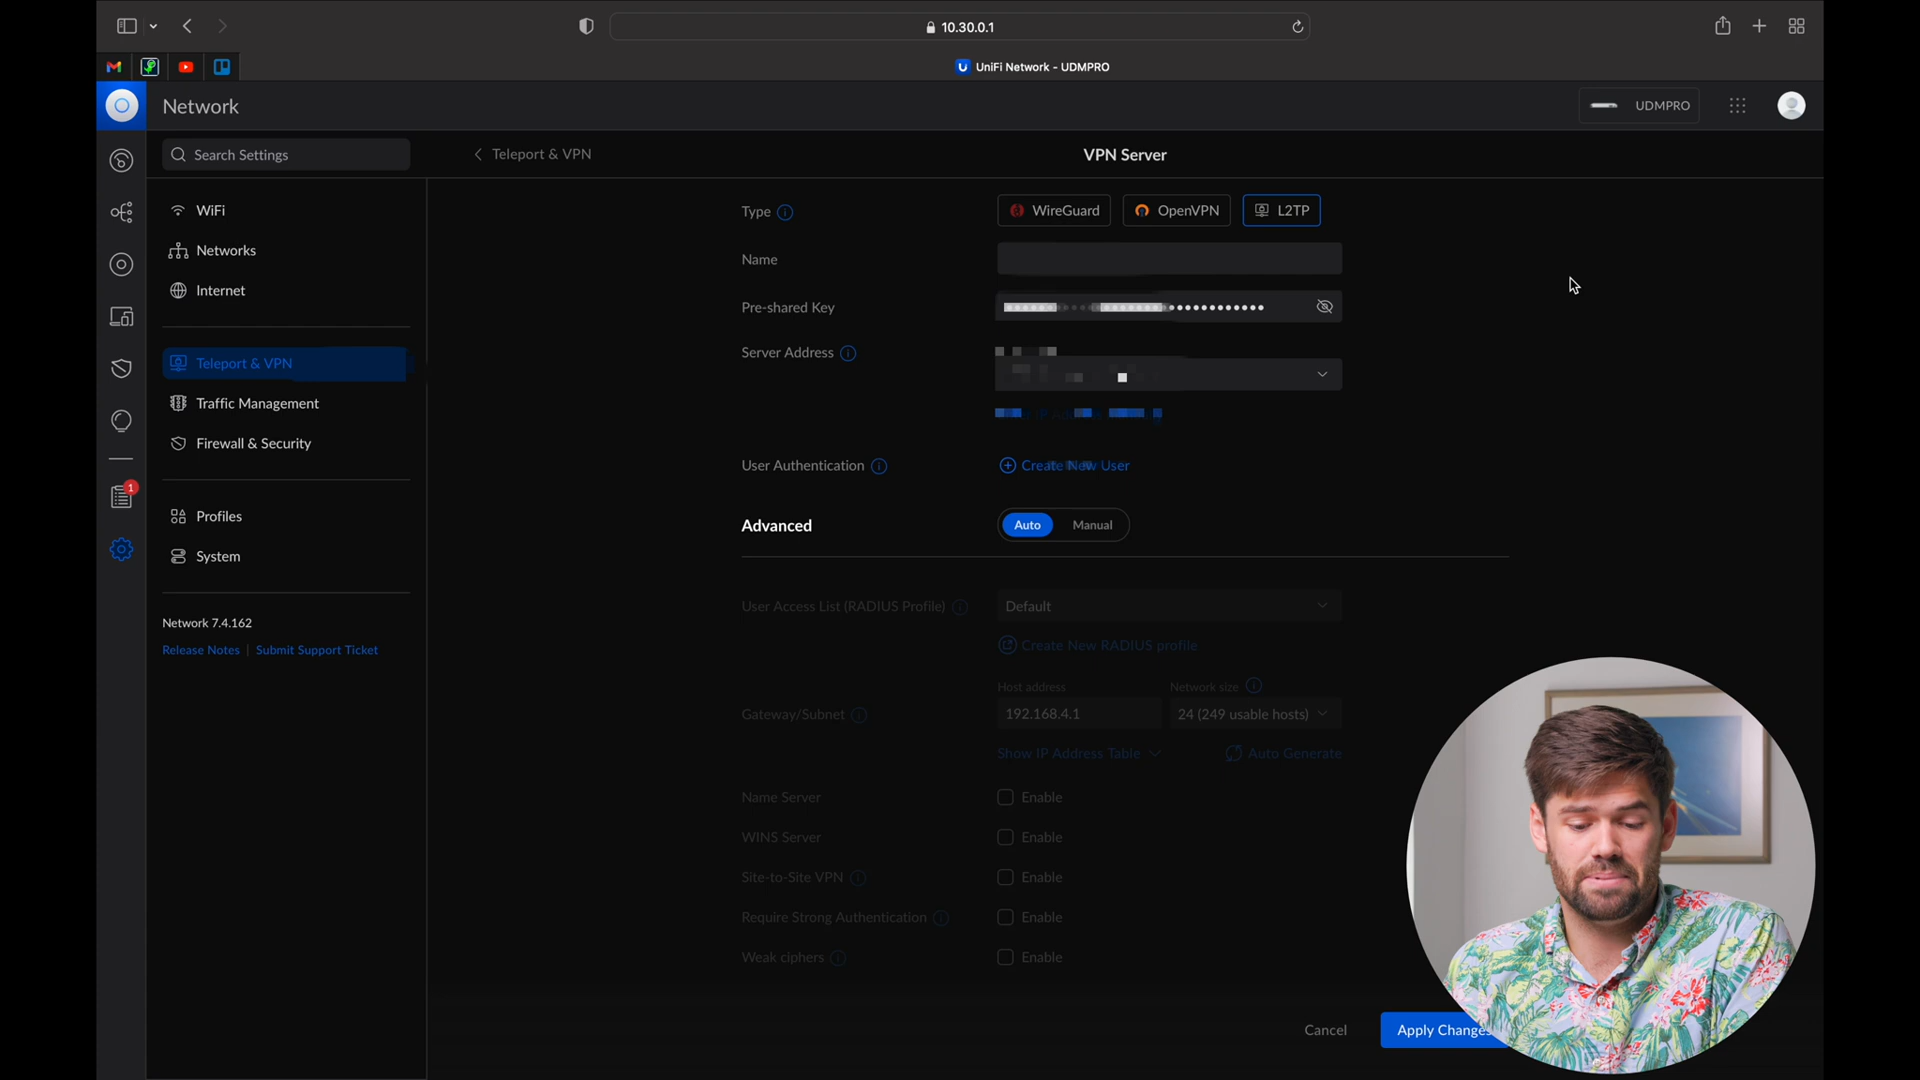 10.30.0.1
UniFi Network - UDMPRO
Network
UDMPRO
Search Settings
Teleport & VPN
VPN Server
WiFi
Networks
Internet
Teleport & VPN
Traffic Management
Firewall & Security
Profiles
System
Network 7.4.162
Release Notes | Submit Support Ticket
1
Type
WireGuard
OpenVPN
L2TP
Name
Pre-shared Key
Server Address
User Authentication
Create New User
Advanced
Auto
Manual
User Access List (RADIUS Profile)
Default
Create New RADIUS profile
Host address
Network size
Gateway/Subnet
192.168.4.1
24 (249 usable hosts)
Show IP Address Table
Auto Generate
Name Server
Enable
WINS Server
Enable
Site-to-Site VPN
Enable
Require Strong Authentication
Enable
Weak ciphers
Enable
Cancel
Apply Changes